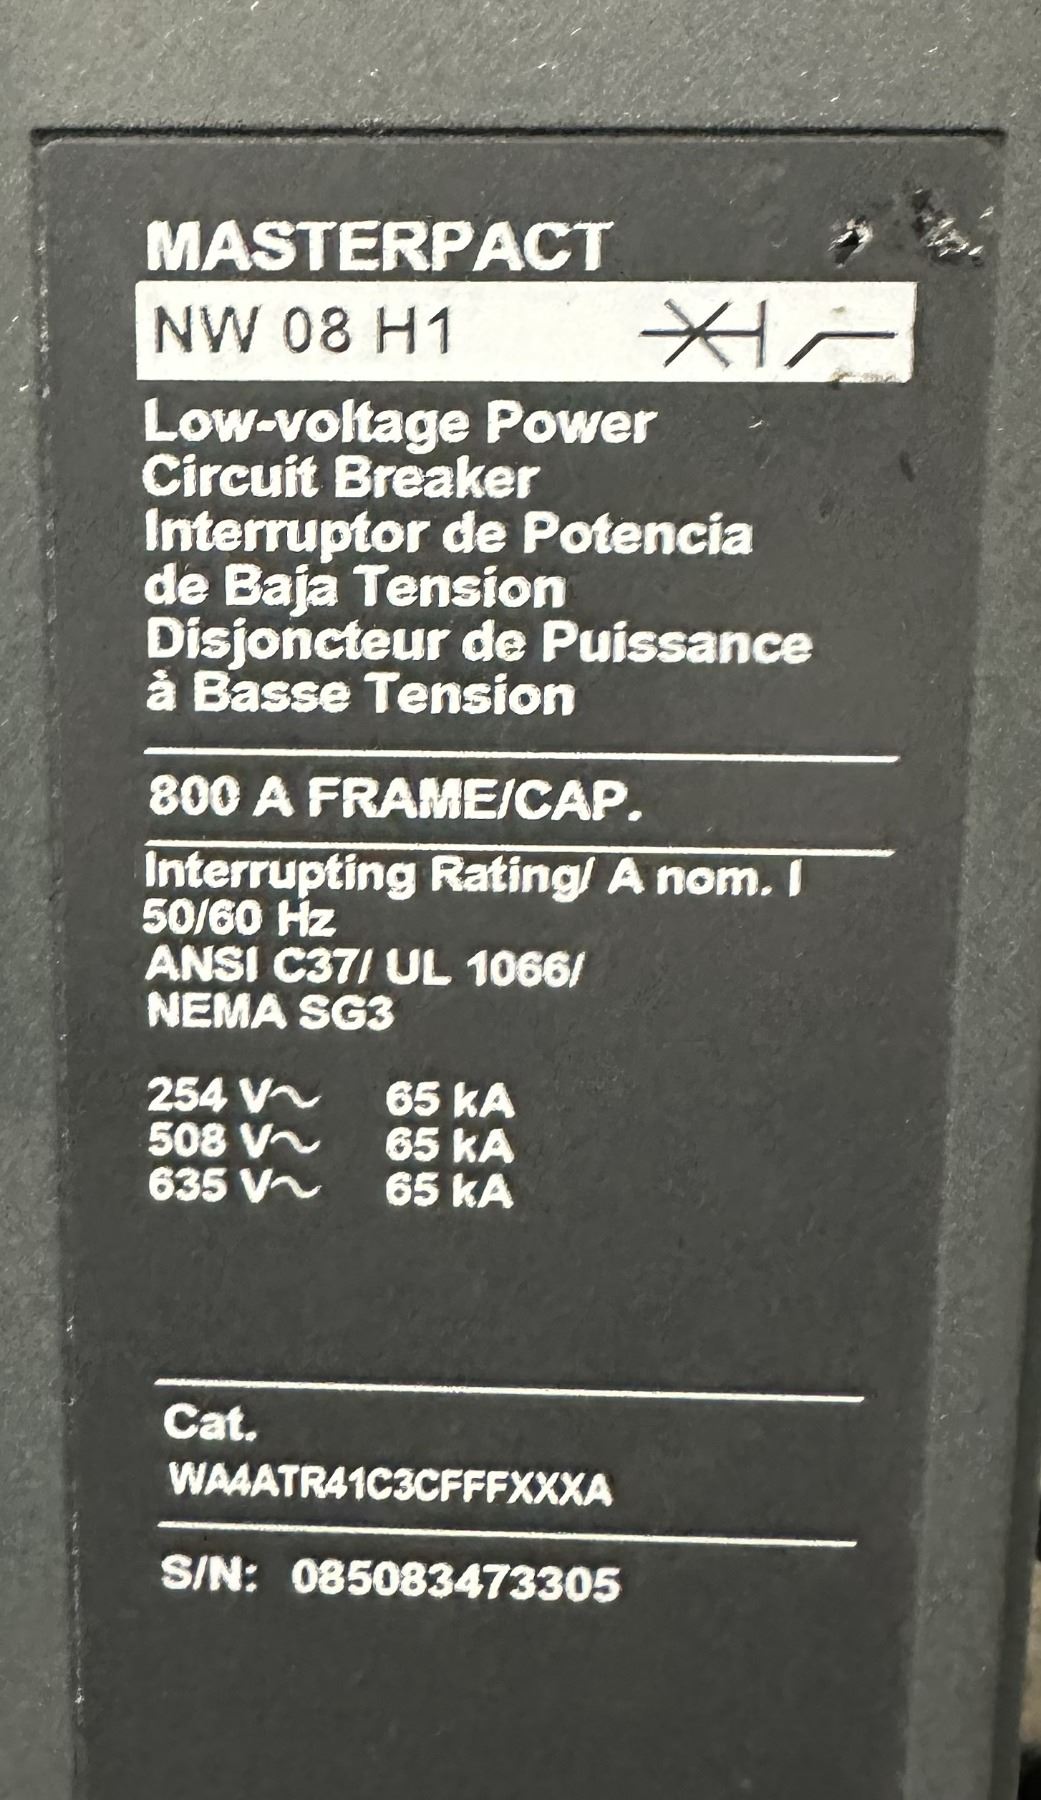 MASTERPACT
NW 08 H1
Low-voltage Power
Circuit Breaker
Interruptor de Potencia
de Baja Tension
Disjoncteur de Puissance
à Basse Tension
800 A FRAME/CAP.
Interrupting Rating/ A nom. I
50/60 Hz
ANSI C37/ UL 1066/
NEMA SG3
254 V~ 65 kA
508 V~ 65 kA
635 V~ 65 kA
Cat.
WA4ATR41C3CFFFXXXA
S/N: 085083473305